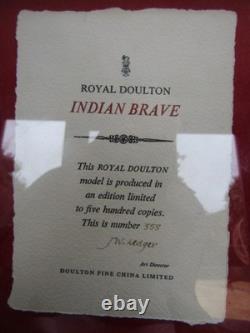 ROYAL DOULTON
INDIAN BRAVE
This ROYAL DOULTON
model is produced in
an edition limited
to five hundred copies.
This is number 358
J.W. Ledger
Art Director
DOULTON FINE CHINA LIMITED